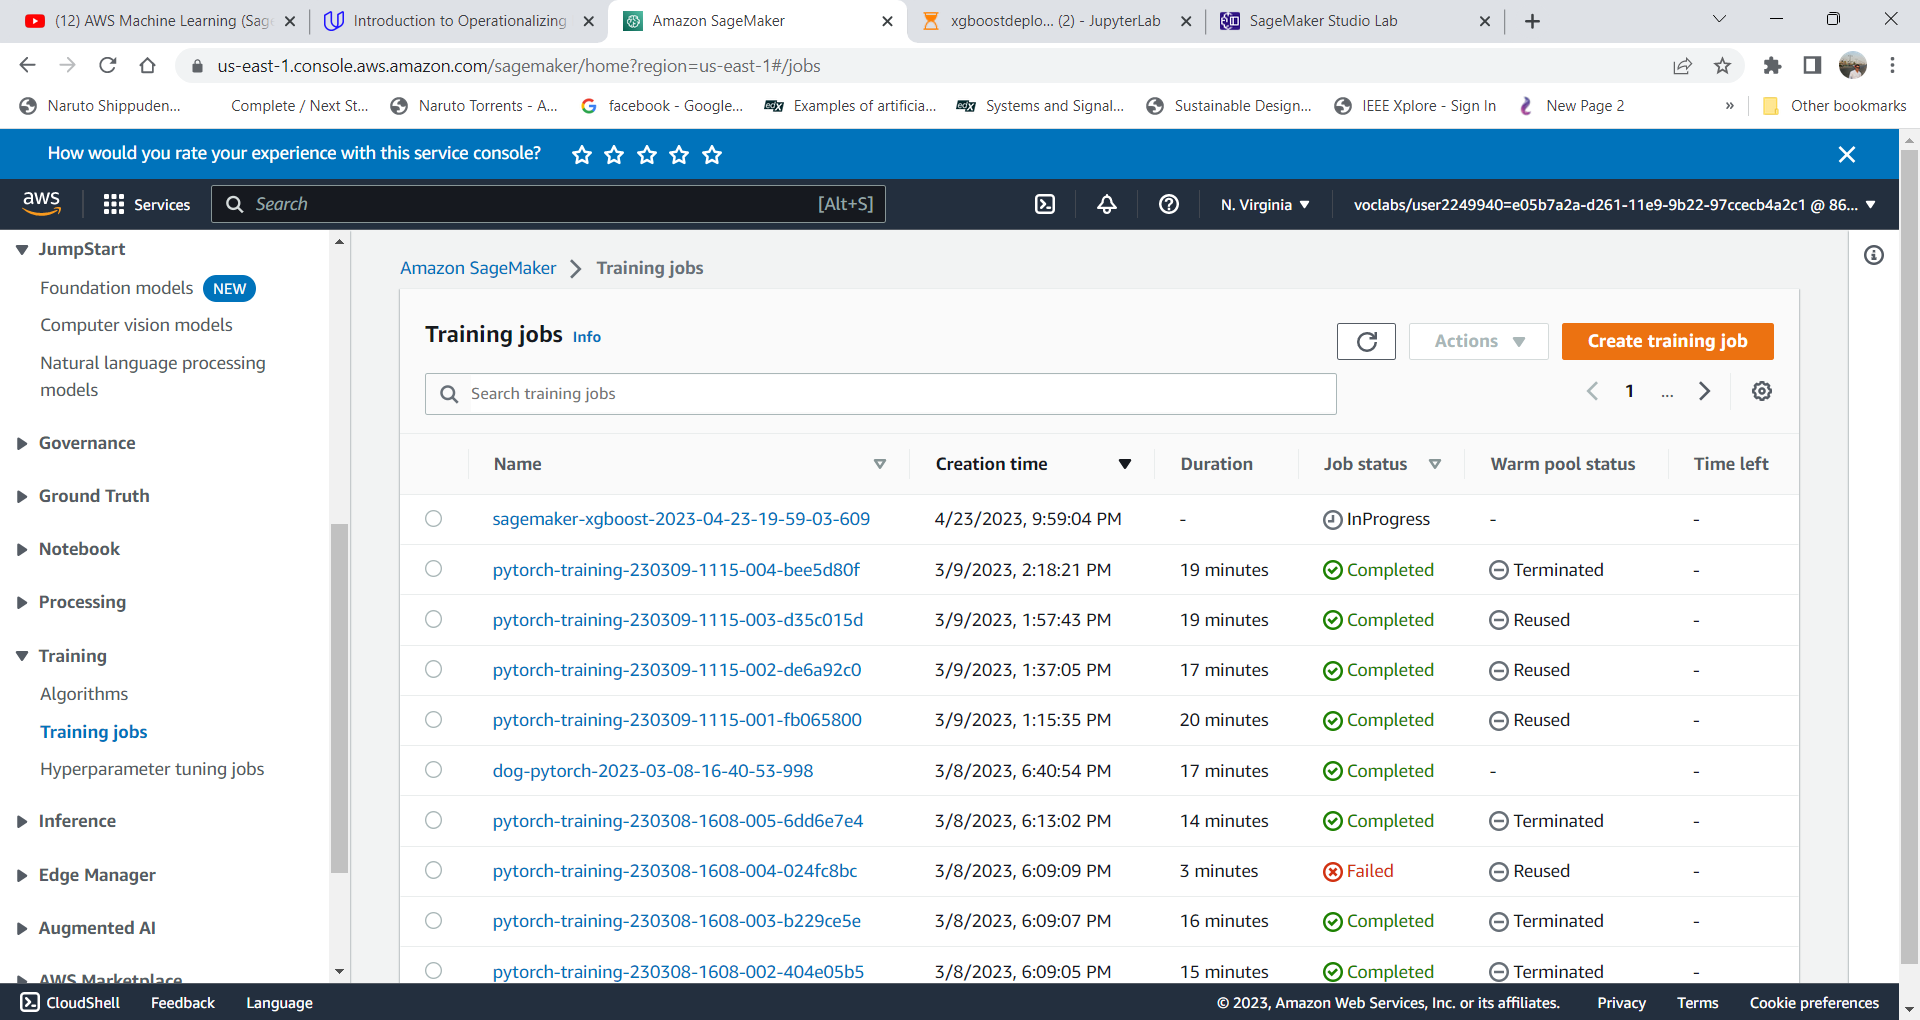 (12) AWS Machine Learning (Sage
Introduction to Operationalizing
Amazon SageMaker
xgboostdeplo... (2) - JupyterLab
SageMaker Studio Lab
us-east-1.console.aws.amazon.com/sagemaker/home?region=us-east-1#/jobs
Naruto Shippuden...
Complete / Next St...
Naruto Torrents - A...
facebook - Google...
Examples of artificia...
Systems and Signal...
Sustainable Design...
IEEE Xplore - Sign In
New Page 2
»
Other bookmarks
How would you rate your experience with this service console?
aws
Services
Search
[Alt+S]
N. Virginia
voclabs/user2249940=e05b7a2a-d261-11e9-9b22-97ccecb4a2c1 @ 86...
JumpStart
Foundation models NEW
Computer vision models
Natural language processing
models
Governance
Ground Truth
Notebook
Processing
Training
Algorithms
Training jobs
Hyperparameter tuning jobs
Inference
Edge Manager
Augmented AI
AWS Marketplace
Amazon SageMaker > Training jobs
Training jobs Info
Actions
Create training job
Search training jobs
1 ...
Name Creation time Duration Job status Warm pool status Time left
sagemaker-xgboost-2023-04-23-19-59-03-609 4/23/2023, 9:59:04 PM - InProgress - -
pytorch-training-230309-1115-004-bee5d80f 3/9/2023, 2:18:21 PM 19 minutes Completed Terminated -
pytorch-training-230309-1115-003-d35c015d 3/9/2023, 1:57:43 PM 19 minutes Completed Reused -
pytorch-training-230309-1115-002-de6a92c0 3/9/2023, 1:37:05 PM 17 minutes Completed Reused -
pytorch-training-230309-1115-001-fb065800 3/9/2023, 1:15:35 PM 20 minutes Completed Reused -
dog-pytorch-2023-03-08-16-40-53-998 3/8/2023, 6:40:54 PM 17 minutes Completed - -
pytorch-training-230308-1608-005-6dd6e7e4 3/8/2023, 6:13:02 PM 14 minutes Completed Terminated -
pytorch-training-230308-1608-004-024fc8bc 3/8/2023, 6:09:09 PM 3 minutes Failed Reused -
pytorch-training-230308-1608-003-b229ce5e 3/8/2023, 6:09:07 PM 16 minutes Completed Terminated -
pytorch-training-230308-1608-002-404e05b5 3/8/2023, 6:09:05 PM 15 minutes Completed Terminated -
CloudShell
Feedback
Language
© 2023, Amazon Web Services, Inc. or its affiliates.
Privacy
Terms
Cookie preferences